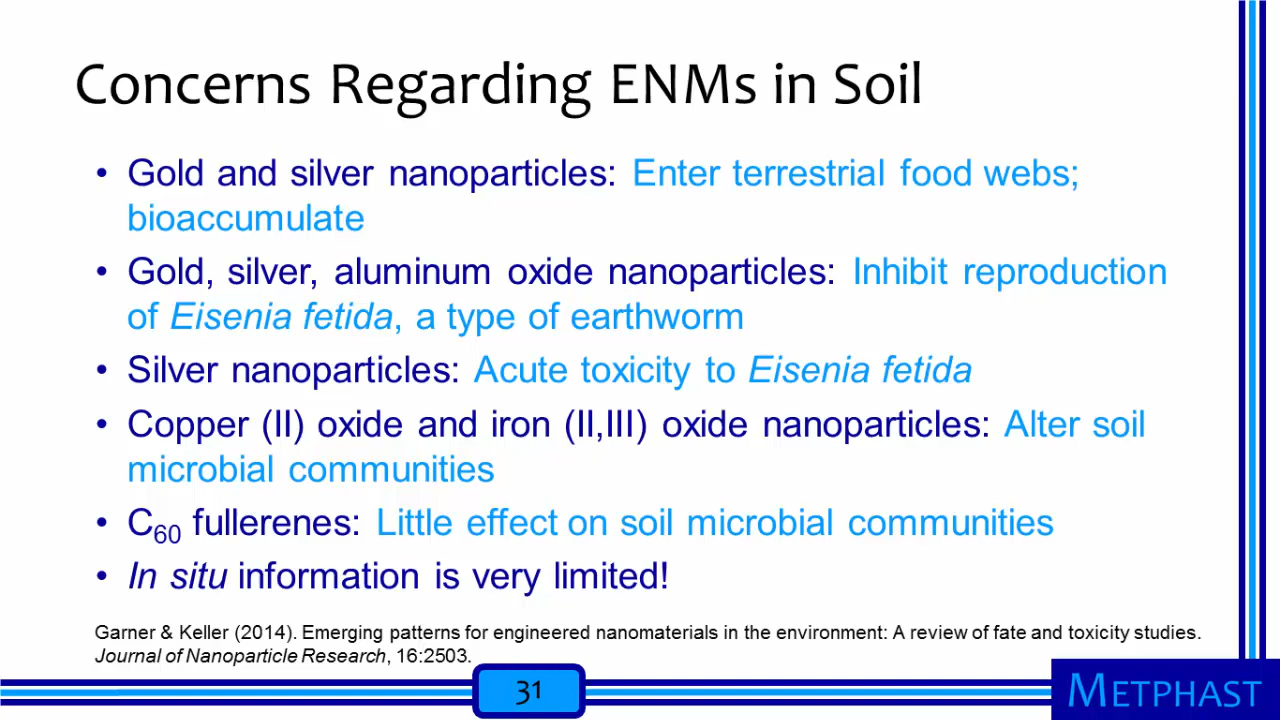 Concerns Regarding ENMs in Soil
• Gold and silver nanoparticles: Enter terrestrial food webs;
bioaccumulate
• Gold, silver, aluminum oxide nanoparticles: Inhibit reproduction
of Eisenia fetida, a type of earthworm
• Silver nanoparticles: Acute toxicity to Eisenia fetida
• Copper (II) oxide and iron (II,III) oxide nanoparticles: Alter soil
microbial communities
• C60 fullerenes: Little effect on soil microbial communities
• In situ information is very limited!
Garner & Keller (2014). Emerging patterns for engineered nanomaterials in the environment: A review of fate and toxicity studies.
Journal of Nanoparticle Research, 16:2503.
31
METPHAST